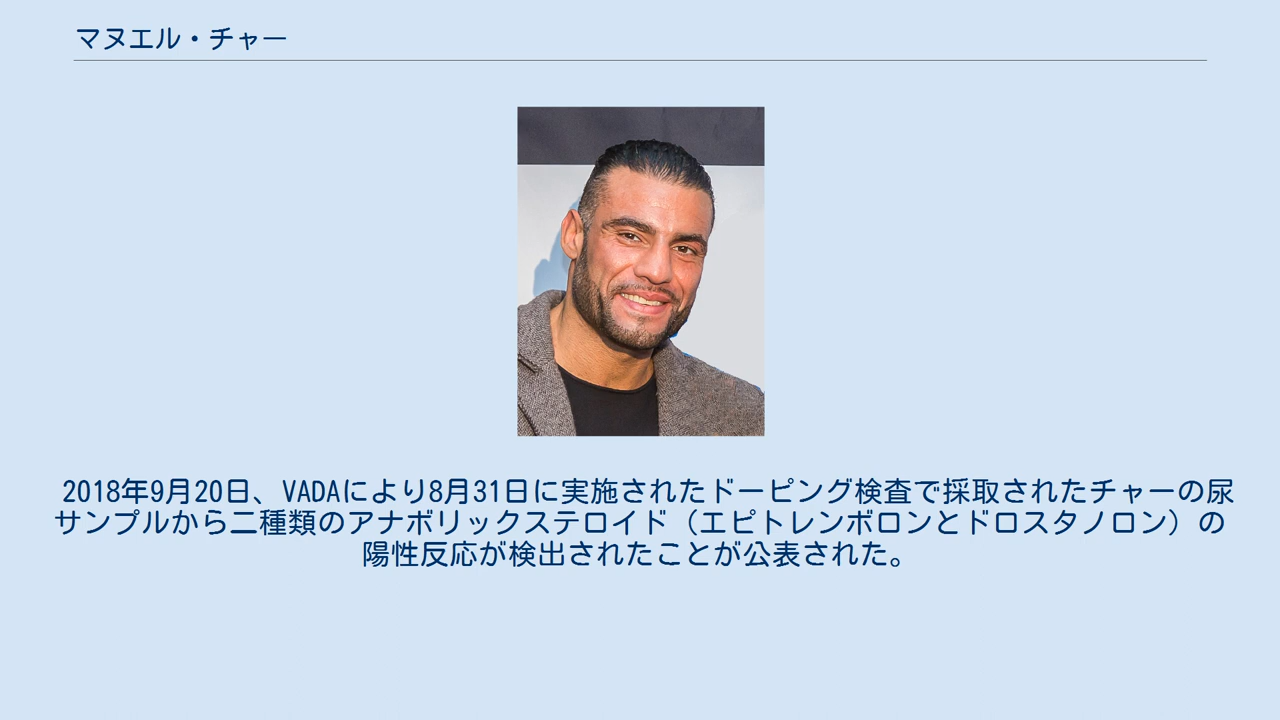 マヌエル・チャー
2018年9月20日、VADAにより8月31日に実施されたドーピング検査で採取されたチャーの尿
サンプルから二種類のアナボリックステロイド（エピトレンボロンとドロスタノロン）の
陽性反応が検出されたことが公表された。